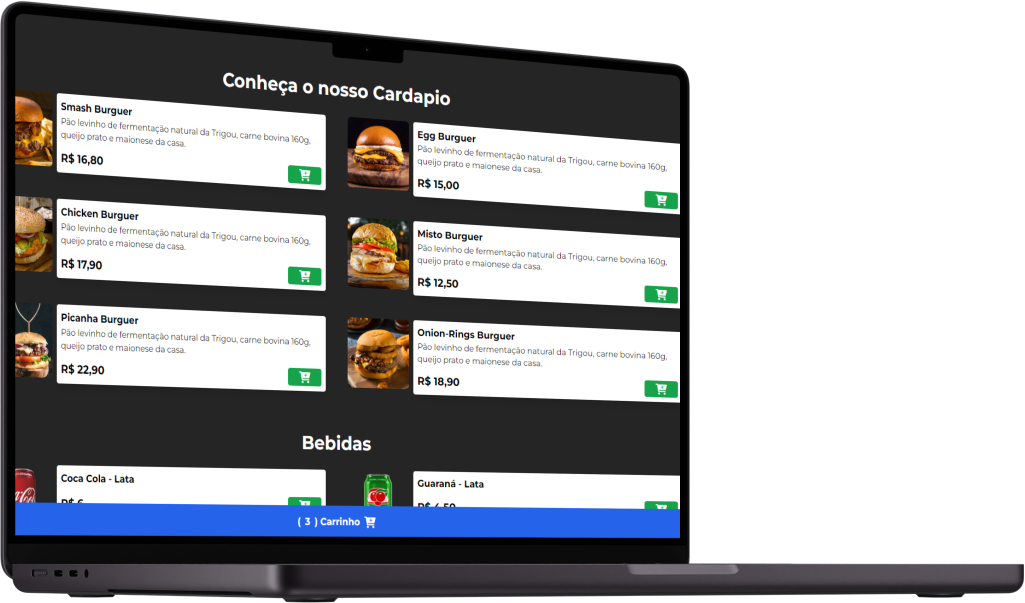 Conheça o nosso Cardapio
Smash Burguer
Pão levinho de fermentação natural da Trigou, carne bovina 160g,
queijo prato e maionese da casa.
R$ 16,80
Egg Burguer
Pão levinho de fermentação natural da Trigou, carne bovina 160g,
queijo prato e maionese da casa.
R$ 15,00
Chicken Burguer
Pão levinho de fermentação natural da Trigou, carne bovina 160g,
queijo prato e maionese da casa.
R$ 17,90
Misto Burguer
Pão levinho de fermentação natural da Trigou, carne bovina 160g,
queijo prato e maionese da casa.
R$ 12,50
Picanha Burguer
Pão levinho de fermentação natural da Trigou, carne bovina 160g,
queijo prato e maionese da casa.
R$ 22,90
Onion-Rings Burguer
Pão levinho de fermentação natural da Trigou, carne bovina 160g,
queijo prato e maionese da casa.
R$ 18,90
Bebidas
Coca Cola - Lata
R$ 6
Guaraná - Lata
R$ 4,50
( 3 ) Carrinho